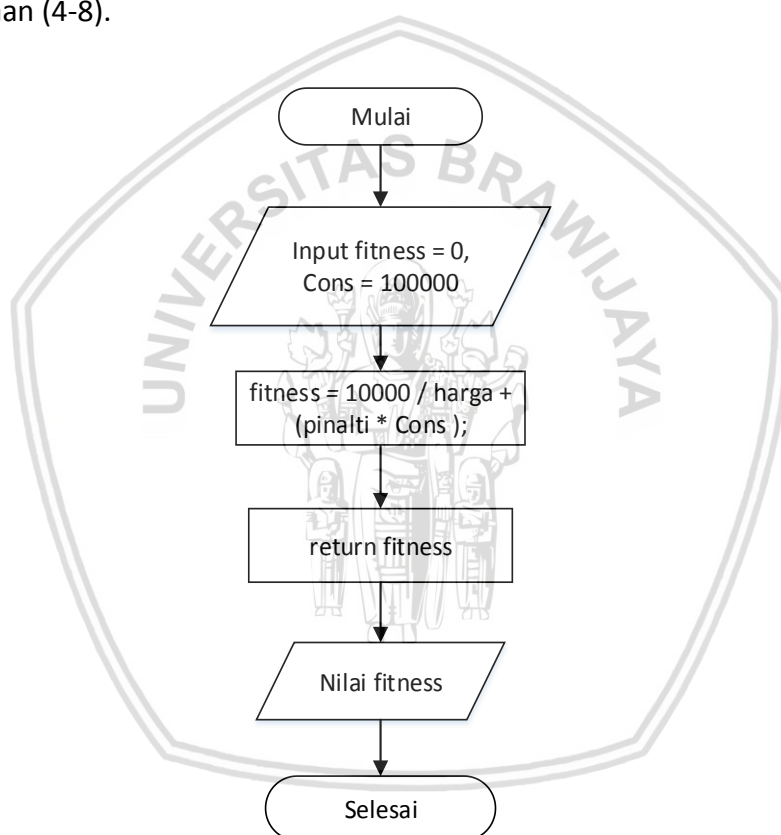 nan (4-8).
UNIVERSITAS BRAWIJAYA
Mulai
Input fitness = 0,
Cons = 100000
fitness = 10000 / harga +
(pinalti * Cons );
return fitness
Nilai fitness
Selesai